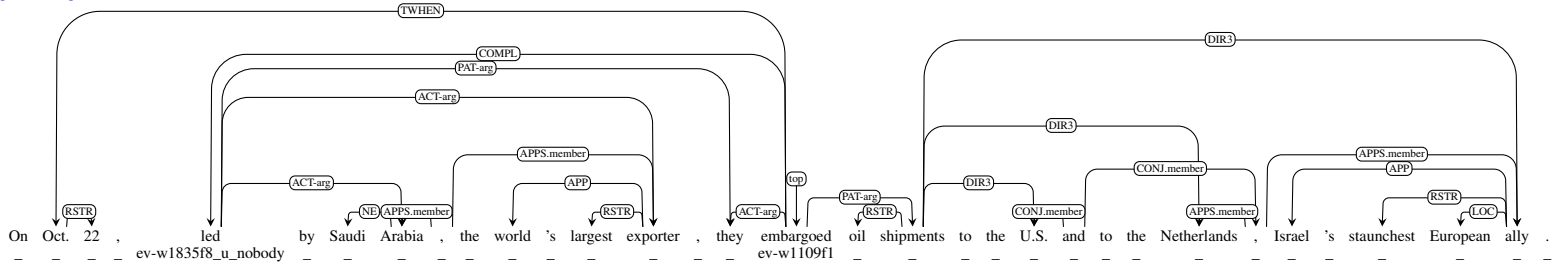 TWHEN
DIR3
COMPL
PAT-arg
ACT-arg
DIR3
APPS.member APPS.member
APP CONJ.member APP
top
ACT-arg DIR3
PAT-arg RSTR
RSTR NE APPS.member RSTR ACT-arg RSTR CONJ.member APPS.member LOC
On Oct. 22 , led by Saudi Arabia , the world 's largest exporter , they embargoed oil shipments to the U.S. and to the Netherlands , Israel 's staunchest European ally .
_ _ _ _ ev-w1835f8_u_nobody _ _ _ _ _ _ _ _ _ _ _ ev-w1109f1 _ _ _ _ _ _ _ _ _ _ _ _ _ _ _ _